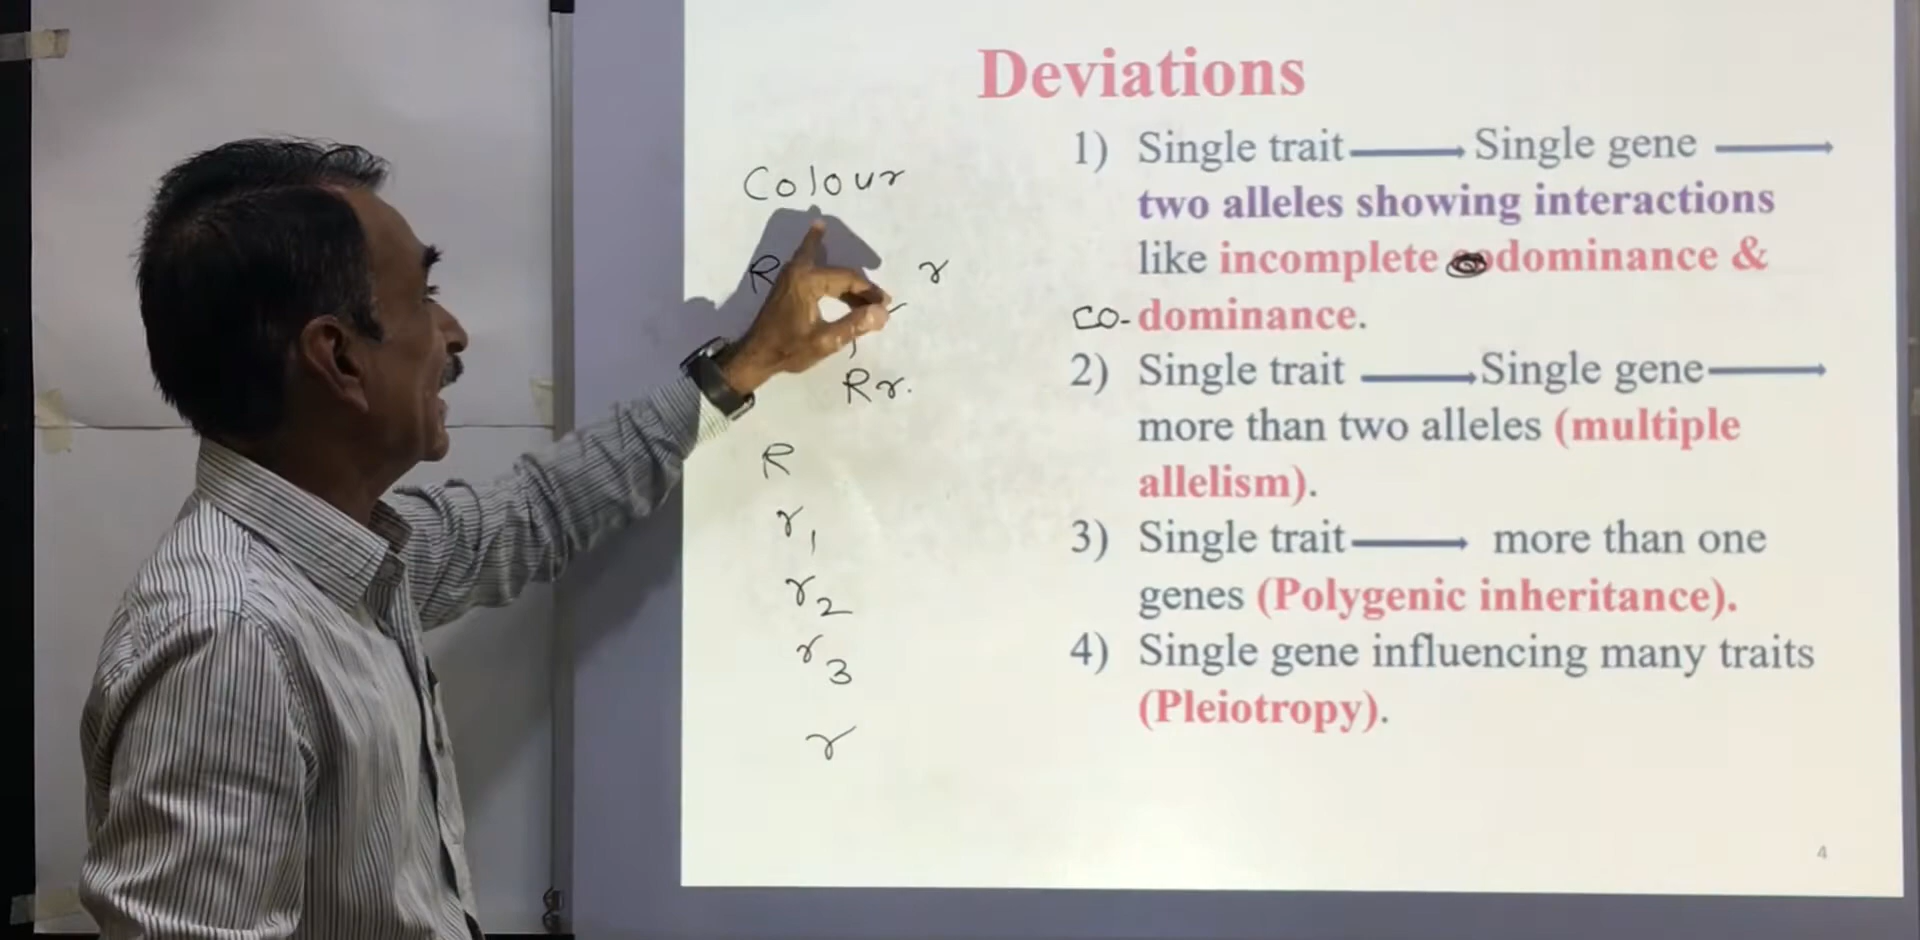 Deviations
Colour
R r
Rr.
R
r1
r2
r3
r
1) Single trait → Single gene →
two alleles showing interactions
like incomplete dominance &
co- dominance.
2) Single trait → Single gene →
more than two alleles (multiple
allelism).
3) Single trait → more than one
genes (Polygenic inheritance).
4) Single gene influencing many traits
(Pleiotropy).
4